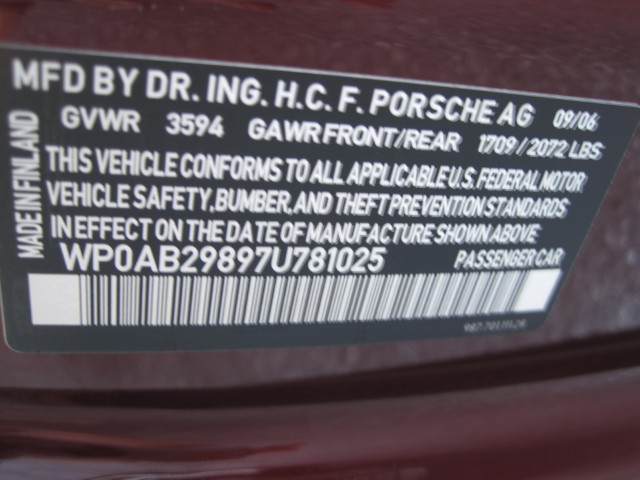 MFD BY DR. ING. H.C. F. PORSCHE AG 09/06
GVWR 3594 GAWR FRONT/REAR 1709/2072 LBS
THIS VEHICLE CONFORMS TO ALL APPLICABLE U.S. FEDERAL MOTOR
VEHICLE SAFETY, BUMBER, AND THEFT PREVENTION STANDARDS
IN EFFECT ON THE DATE OF MANUFACTURE SHOWN ABOVE
WP0AB29897U781025 PASSENGER CAR
MADE IN FINLAND